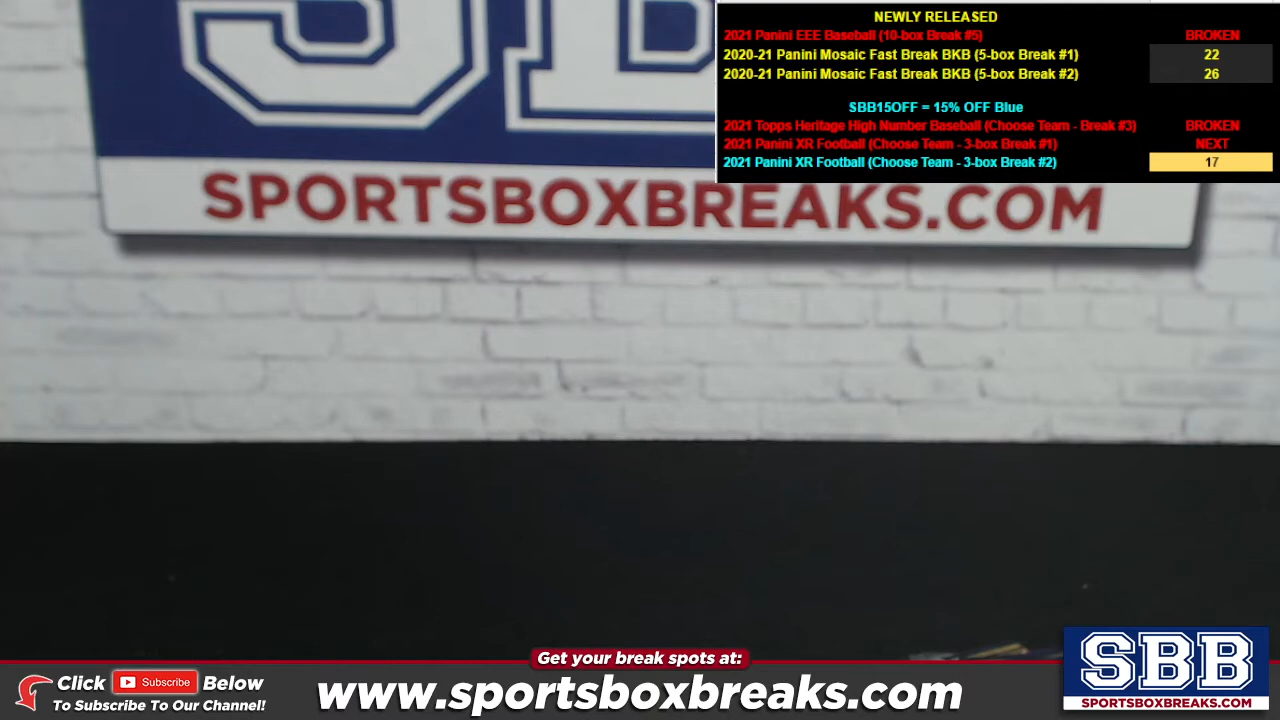 SBB
SPORTSBOXBREAKS.COM
NEWLY RELEASED
2021 Panini EEE Baseball (10-box Break #5) BROKEN
2020-21 Panini Mosaic Fast Break BKB (5-box Break #1) 22
2020-21 Panini Mosaic Fast Break BKB (5-box Break #2) 26
SBB15OFF = 15% OFF Blue
2021 Topps Heritage High Number Baseball (Choose Team - Break #3) BROKEN
2021 Panini XR Football (Choose Team - 3-box Break #1) NEXT
2021 Panini XR Football (Choose Team - 3-box Break #2) 17
Get your break spots at:
Click Subscribe Below
To Subscribe To Our Channel!
www.sportsboxbreaks.com
SBB
SPORTSBOXBREAKS.COM